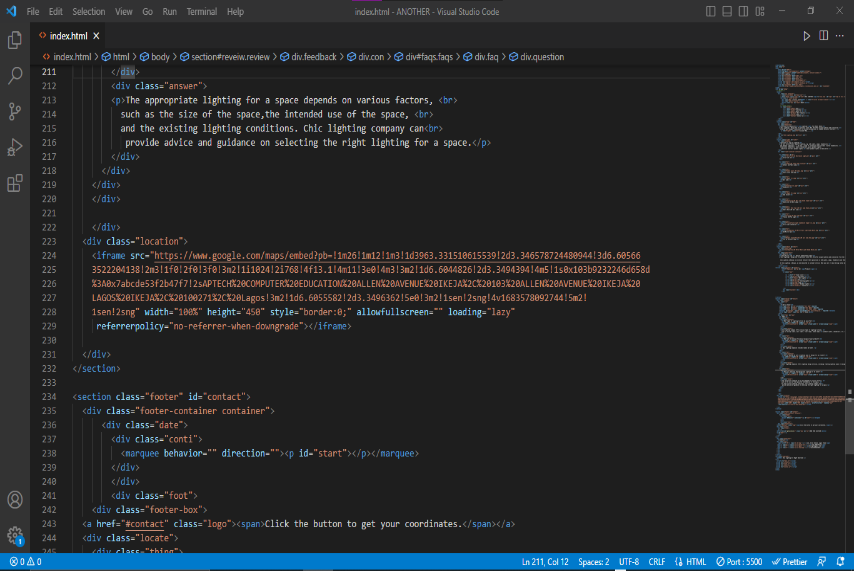 File Edit Selection View Go Run Terminal Help index.html - ANOTHER - Visual Studio Code
<> index.html X
<> index.html > html > body > section#reveiw.review > div.feedback > div.con > div#faqs.faqs > div.faq > div.question
211 </div>
212 <div class="answer">
213 <p>The appropriate lighting for a space depends on various factors, <br>
214 such as the size of the space,the intended use of the space, <br>
215 and the existing lighting conditions. Chic lighting company can<br>
216 provide advice and guidance on selecting the right lighting for a space.</p>
217 </div>
218 </div>
219 </div>
220 </div>
221
222 </div>
223 <div class="location">
224 <iframe src="https://www.google.com/maps/embed?pb=!1m26!1m12!1m3!1d3963.331510615539!2d3.346578724480944!3d6.60566
225 3522204138!2m3!1f0!2f0!3f0!3m2!1i1024!2i768!4f13.1!4m11!3e0!4m3!3m2!1d6.6044826!2d3.3494394!4m5!1s0x103b9232246d658d
226 %3A0x7abcde53f2b47f7!2sAPTECH%20COMPUTER%20EDUCATION%20ALLEN%20AVENUE%20IKEJA%2C%20103%20ALLEN%20AVENUE%20IKEJA%20
227 LAGOS%20IKEJA%2C%20100271%2C%20Lagos!3m2!1d6.6055582!2d3.3496362!5e0!3m2!1sen!2sng!4v1683578092744!5m2!
228 1sen!2sng" width="100%" height="450" style="border:0;" allowfullscreen="" loading="lazy"
229 referrerpolicy="no-referrer-when-downgrade"></iframe>
230
231 </div>
232 </section>
233
234 <section class="footer" id="contact">
235 <div class="footer-container container">
236 <div class="date">
237 <div class="conti">
238 <marquee behavior="" direction=""><p id="start"></p></marquee>
239 </div>
240 </div>
241 <div class="foot">
242 <div class="footer-box">
243 <a href="#contact" class="logo"><span>Click the button to get your coordinates.</span></a>
244 <div class="locate">
245 <div class="thing">
0 0 Ln 211, Col 12 Spaces: 2 UTF-8 CRLF HTML Port : 5500 Prettier
1